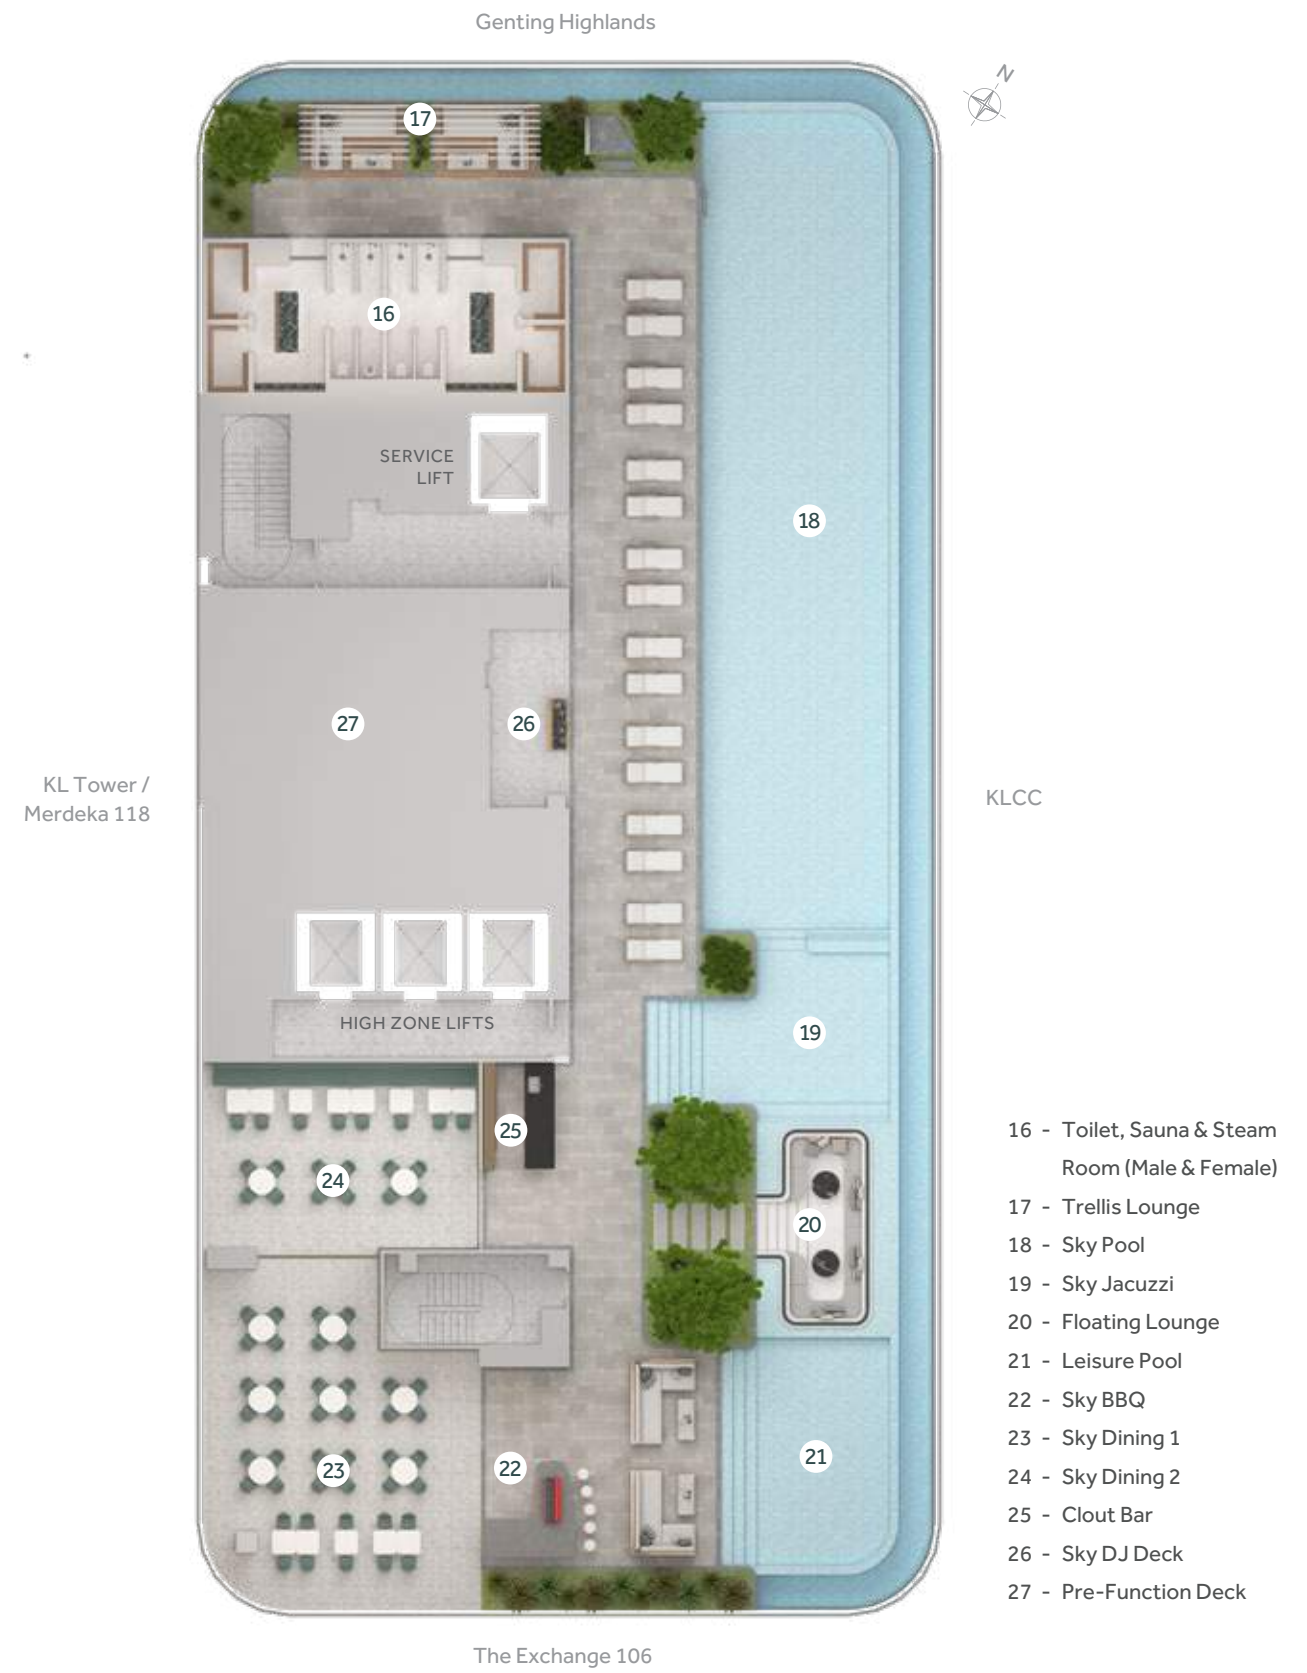 Genting Highlands
N
17
16
SERVICE
LIFT
18
27
26
KL Tower /
Merdeka 118
KLCC
HIGH ZONE LIFTS
19
25
24
20
23
22
21
16 - Toilet, Sauna & Steam
Room (Male & Female)
17 - Trellis Lounge
18 - Sky Pool
19 - Sky Jacuzzi
20 - Floating Lounge
21 - Leisure Pool
22 - Sky BBQ
23 - Sky Dining 1
24 - Sky Dining 2
25 - Clout Bar
26 - Sky DJ Deck
27 - Pre-Function Deck
The Exchange 106